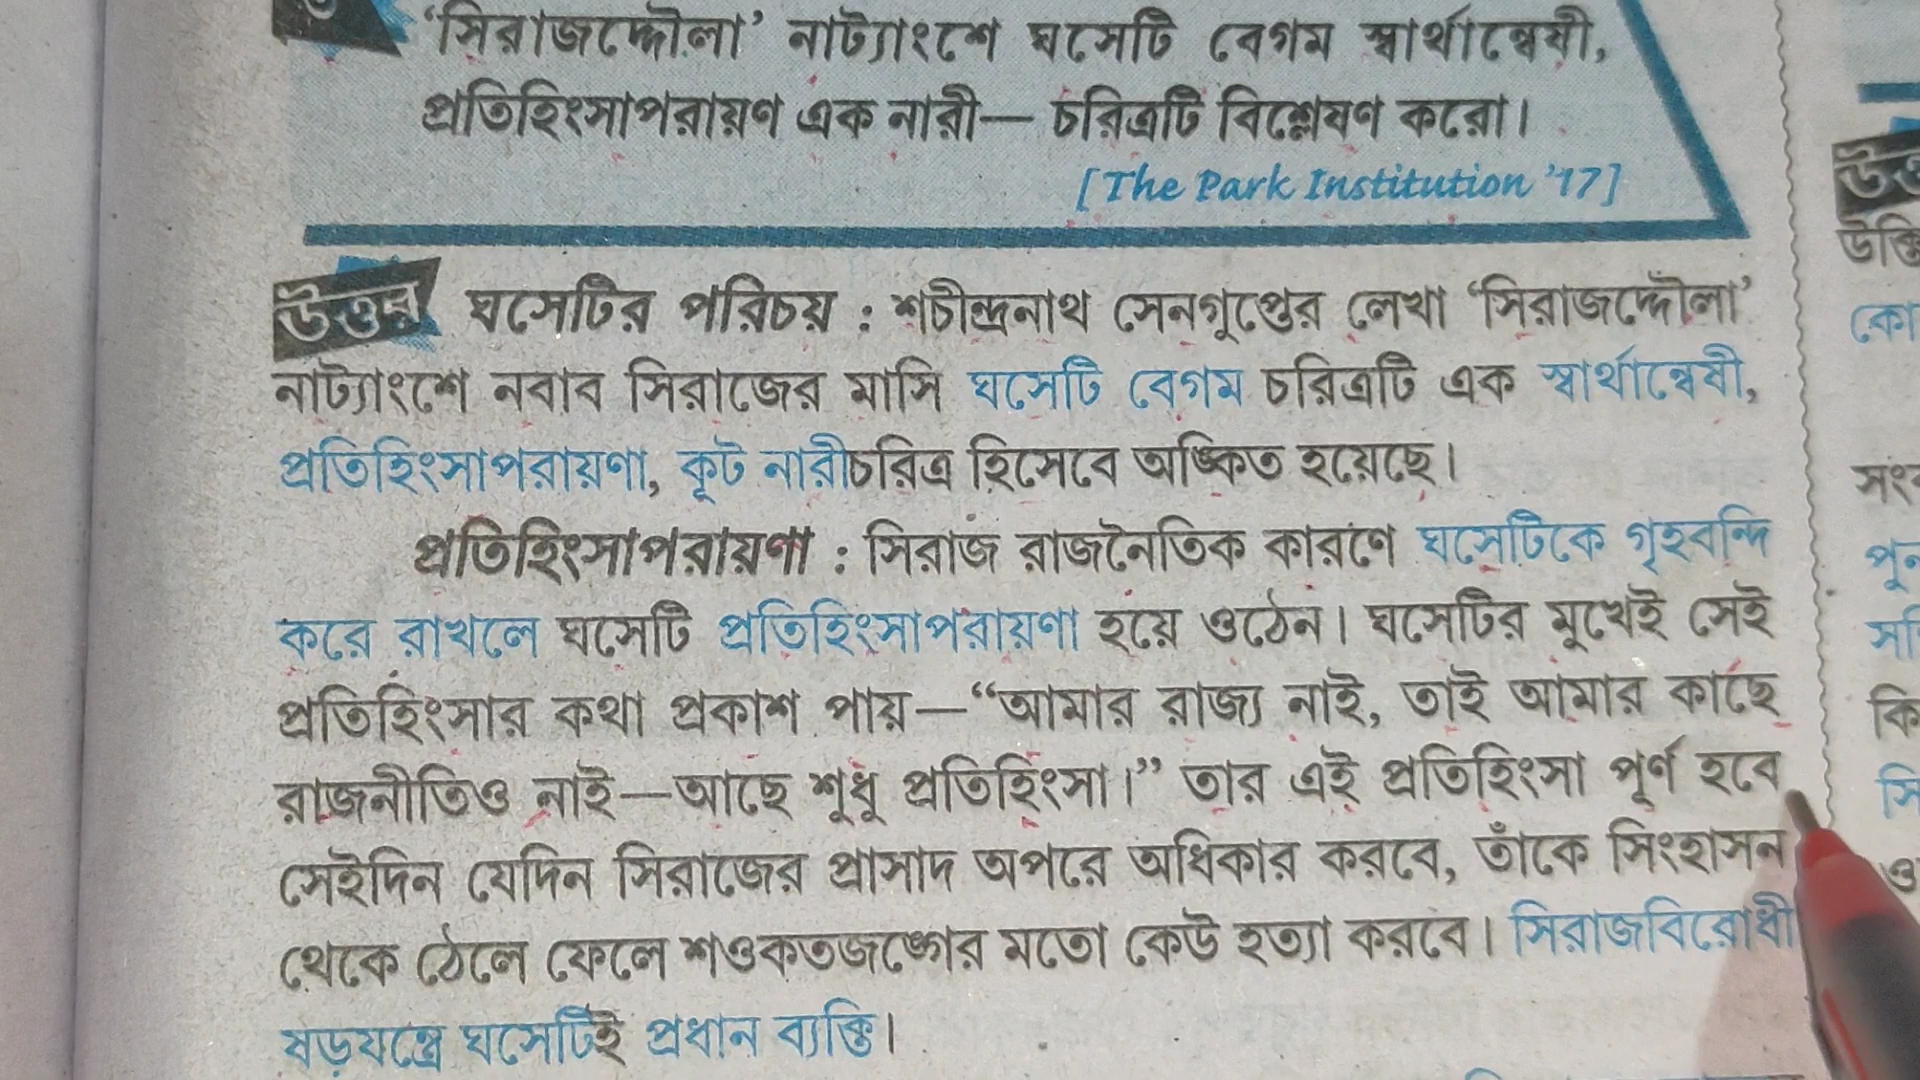 ‘সিরাজদ্দৌলা’ নাট্যাংশে ঘসেটি বেগম স্বার্থান্বেষী,
প্রতিহিংসাপরায়ণ এক নারী— চরিত্রটি বিশ্লেষণ করো।
[The Park Institution ’17]
উত্তর ঘসেটির পরিচয় : শচীন্দ্রনাথ সেনগুপ্তের লেখা ‘সিরাজদ্দৌলা’
নাট্যাংশে নবাব সিরাজের মাসি ঘসেটি বেগম চরিত্রটি এক স্বার্থান্বেষী,
প্রতিহিংসাপরায়ণা, কূট নারীচরিত্র হিসেবে অঙ্কিত হয়েছে।
প্রতিহিংসাপরায়ণা : সিরাজ রাজনৈতিক কারণে ঘসেটিকে গৃহবন্দি
করে রাখলে ঘসেটি প্রতিহিংসাপরায়ণা হয়ে ওঠেন। ঘসেটির মুখেই সেই
প্রতিহিংসার কথা প্রকাশ পায়—“আমার রাজ্য নাই, তাই আমার কাছে
রাজনীতিও নাই—আছে শুধু প্রতিহিংসা।” তার এই প্রতিহিংসা পূর্ণ হবে
সেইদিন যেদিন সিরাজের প্রাসাদ অপরে অধিকার করবে, তাঁকে সিংহাসন
থেকে ঠেলে ফেলে শওকতজঙ্গের মতো কেউ হত্যা করবে। সিরাজবিরোধী
ষড়যন্ত্রে ঘসেটিই প্রধান ব্যক্তি।